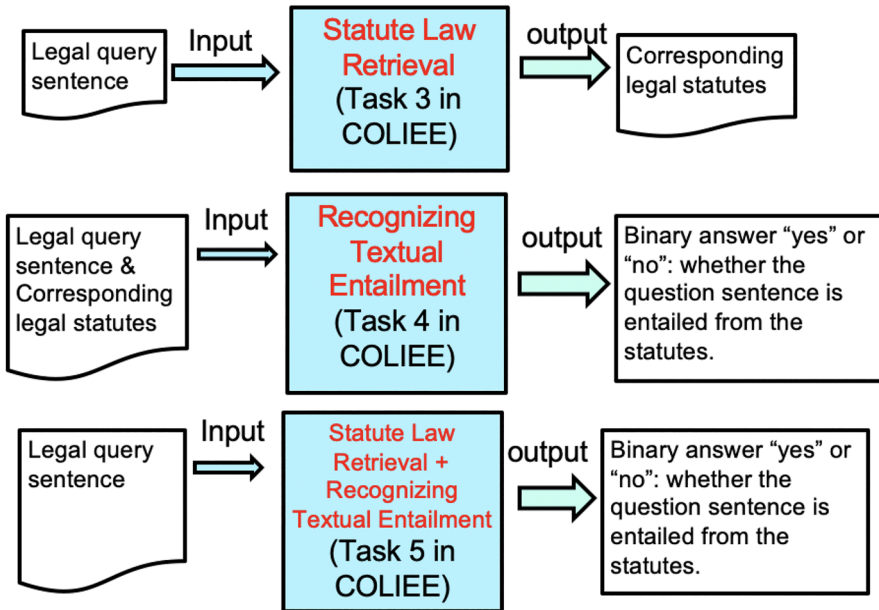 Legal query
sentence
Input
Statute Law
Retrieval
(Task 3 in
COLIEE)
output
Corresponding
legal statutes
Legal query
sentence &
Corresponding
legal statutes
Input
Recognizing
Textual
Entailment
(Task 4 in
COLIEE)
output
Binary answer “yes” or
“no”: whether the
question sentence is
entailed from the
statutes.
Legal query
sentence
Input
Statute Law
Retrieval +
Recognizing
Textual Entailment
(Task 5 in
COLIEE)
output
Binary answer “yes” or
“no”: whether the
question sentence is
entailed from the
statutes.